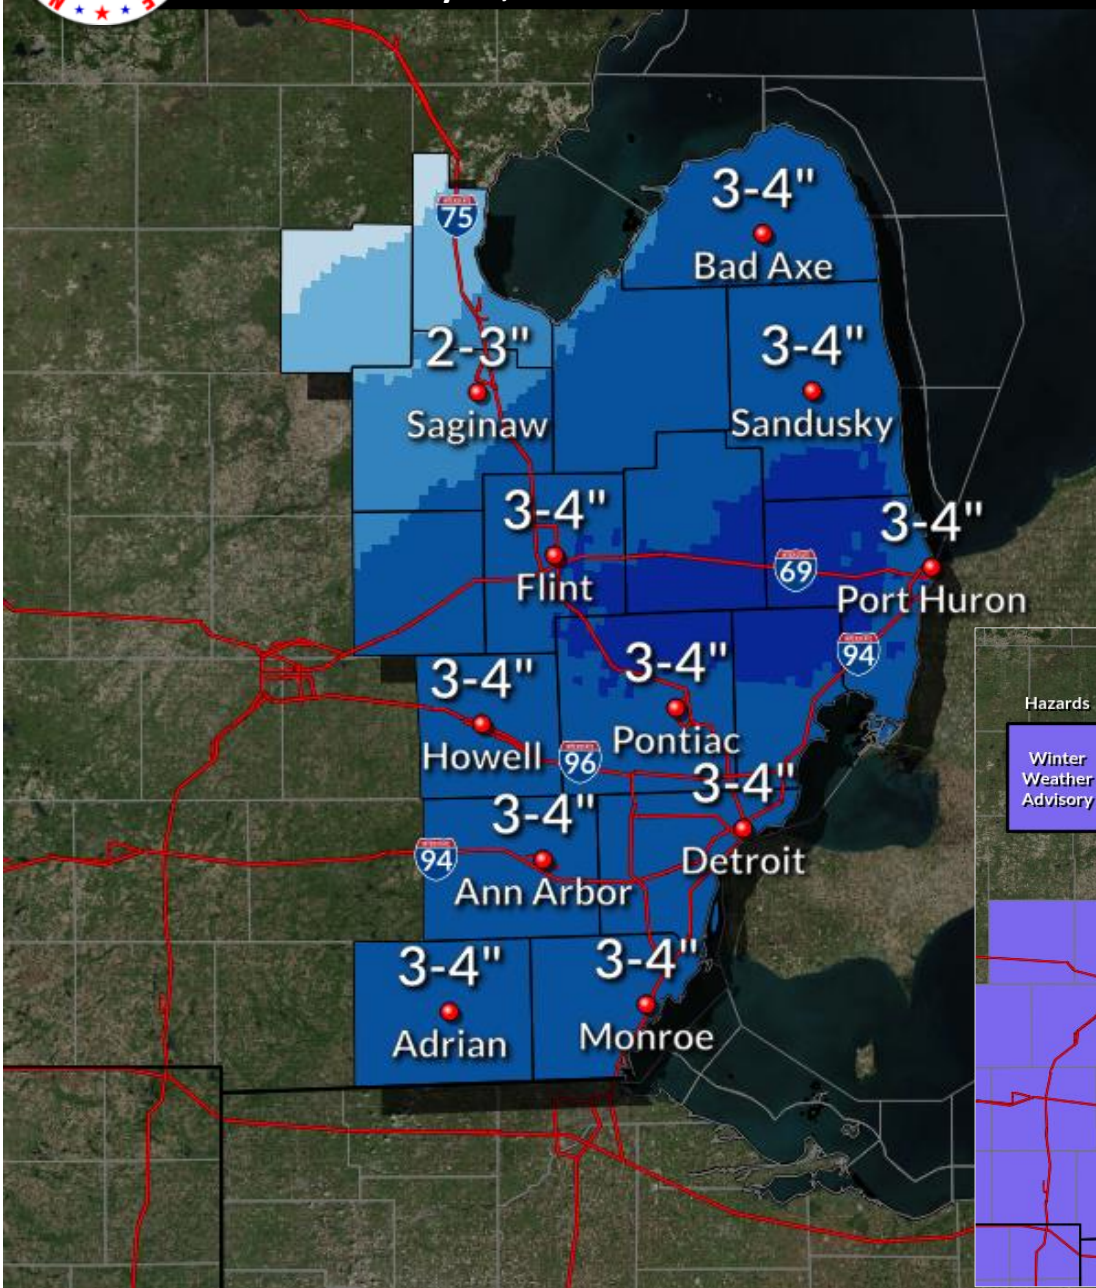 75
3-4"
Bad Axe
2-3"
Saginaw
3-4"
Sandusky
3-4"
Flint
69
3-4"
Port Huron
94
3-4"
Howell
96
3-4"
Pontiac
3-4"
Detroit
94
3-4"
Ann Arbor
3-4"
Adrian
3-4"
Monroe
Hazards
Winter
Weather
Advisory